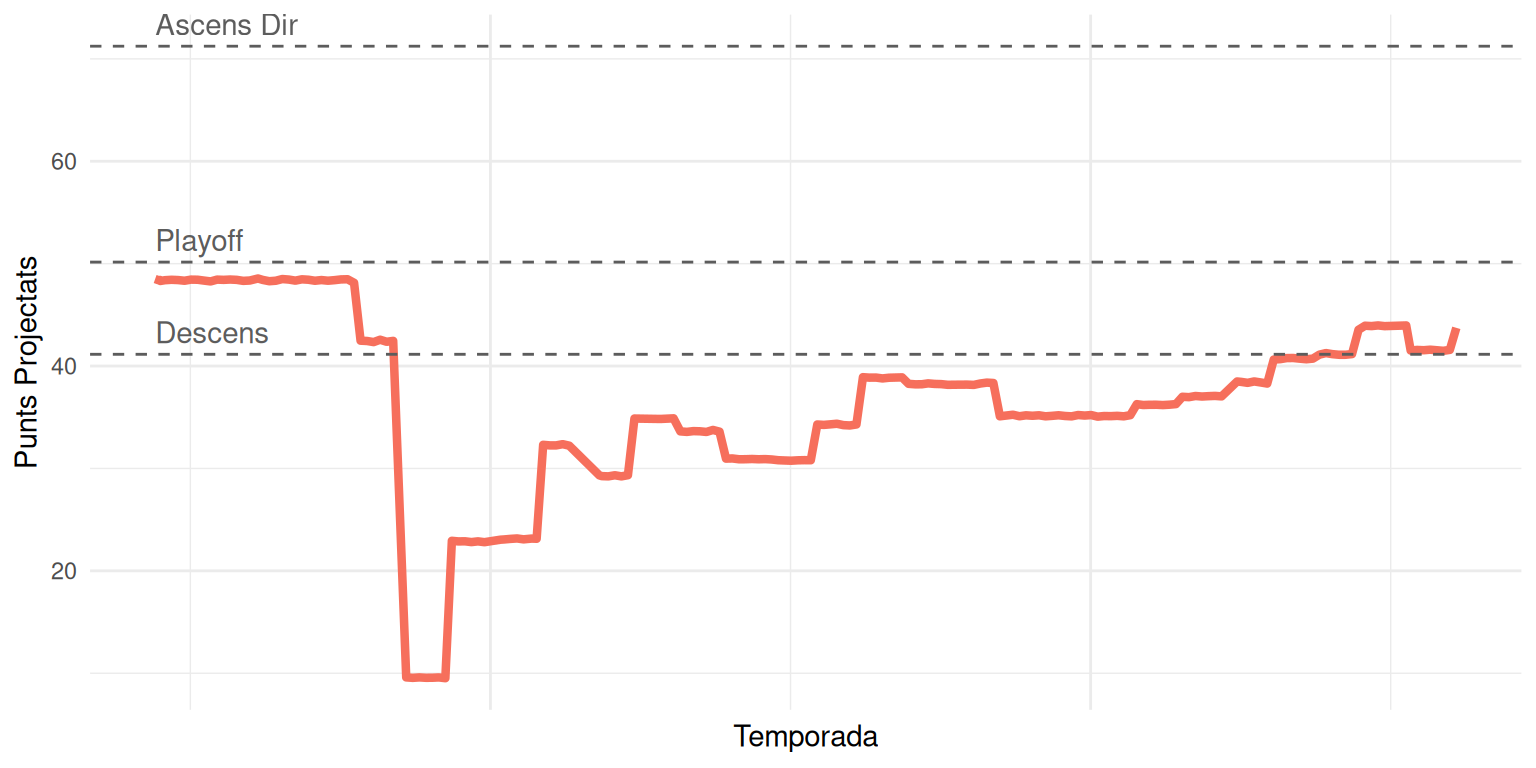 Ascens Dir
60
Playoff
Descens
40
20
Punts Projectats
Temporada